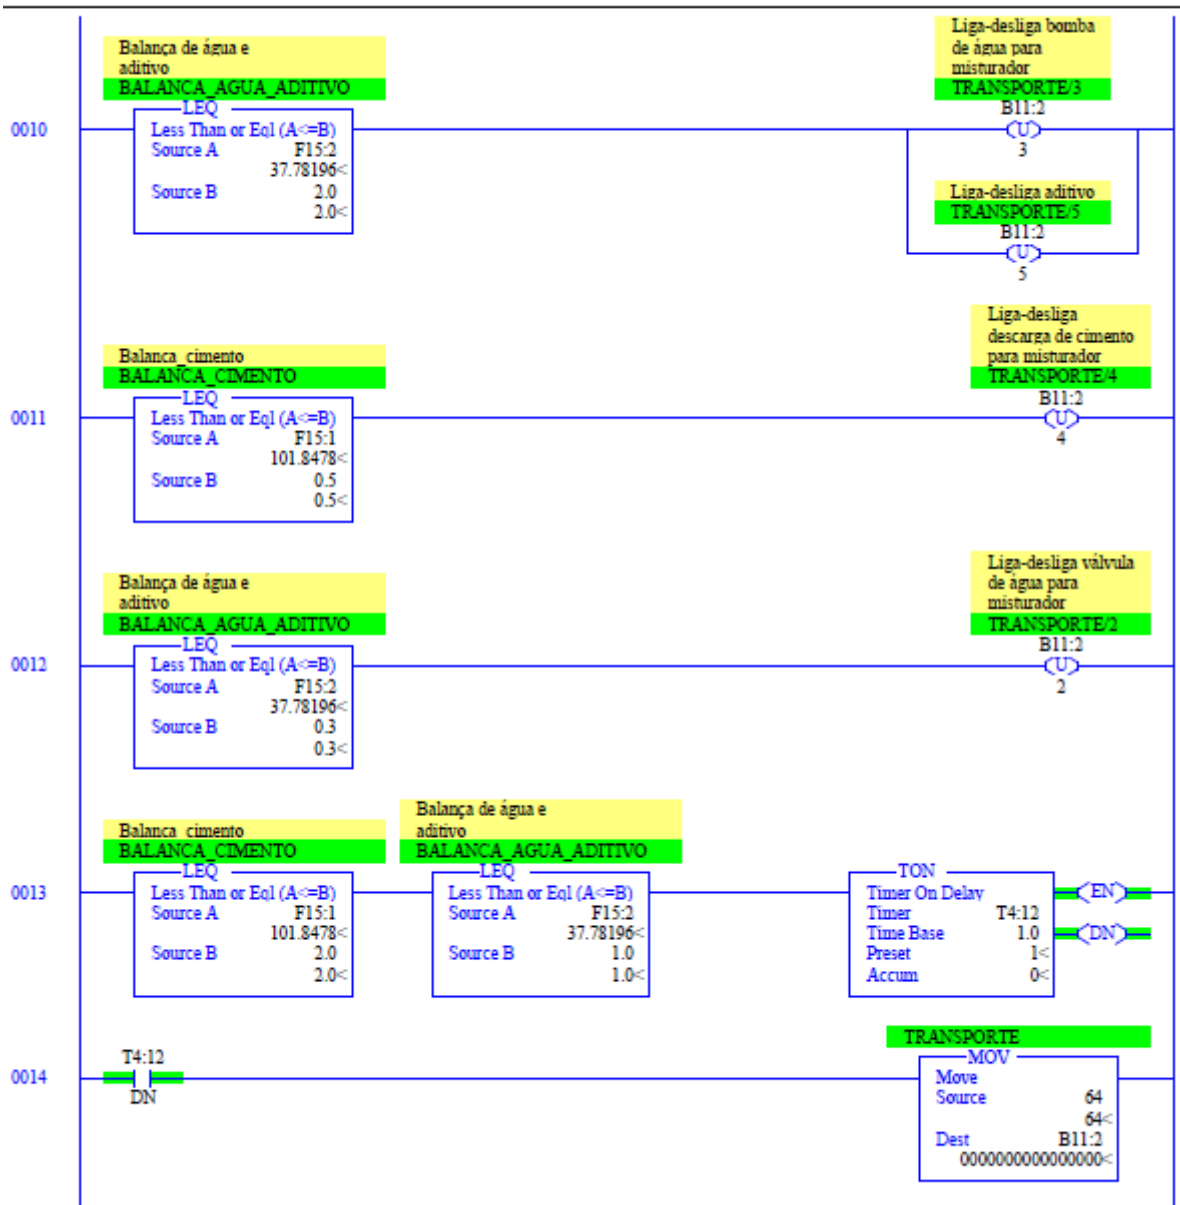 Balança de água e
aditivo
BALANCA_AGUA_ADITIVO
LEQ
0010
Less Than or Eql (A<=B)
Source A F15:2
37.78196<
Source B 2.0
2.0<
Liga-desliga bomba
de água para
misturador
TRANSPORTE/3
B11:2
U
3
Liga-desliga aditivo
TRANSPORTE/5
B11:2
U
5
Balanca_cimento
BALANCA_CIMENTO
LEQ
0011
Less Than or Eql (A<=B)
Source A F15:1
101.8478<
Source B 0.5
0.5<
Liga-desliga
descarga de cimento
para misturador
TRANSPORTE/4
B11:2
U
4
Balança de água e
aditivo
BALANCA_AGUA_ADITIVO
LEQ
0012
Less Than or Eql (A<=B)
Source A F15:2
37.78196<
Source B 0.3
0.3<
Liga-desliga válvula
de água para
misturador
TRANSPORTE/2
B11:2
U
2
Balanca_cimento
BALANCA_CIMENTO
LEQ
0013
Less Than or Eql (A<=B)
Source A F15:1
101.8478<
Source B 2.0
2.0<
Balança de água e
aditivo
BALANCA_AGUA_ADITIVO
LEQ
Less Than or Eql (A<=B)
Source A F15:2
37.78196<
Source B 1.0
1.0<
TON
Timer On Delay
Timer T4:12
Time Base 1.0
Preset 1<
Accum 0<
EN
DN
T4:12
0014
DN
TRANSPORTE
MOV
Move
Source 64
64<
Dest B11:2
0000000000000000<